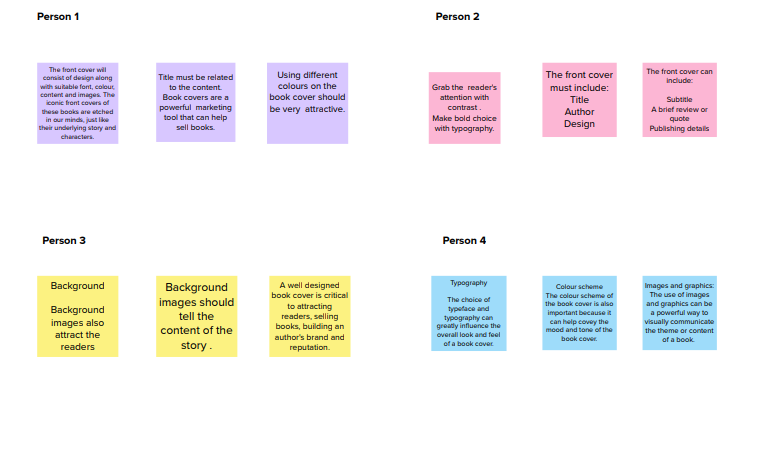 Person 1
The front cover will
consist of design along
with suitable font, colour,
content and images. The
iconic front covers of
these books are etched
in our minds, just like
their underlying story and
characters.
Title must be related
to the content.
Book covers are a
powerful marketing
tool that can help
sell books.
Using different
colours on the
book cover should
be very attractive.
Person 2
Grab the reader's
attention with
contrast .
Make bold choice
with typography.
The front cover
must include:
Title
Author
Design
The front cover can
include:
Subtitle
A brief review or
quote
Publishing details
Person 3
Background
Background
images also
attract the
readers
Background
images should
tell the
content of the
story .
A well designed
book cover is critical
to attracting
readers, selling
books, building an
author's brand and
reputation.
Person 4
Typography
The choice of
typeface and
typography can
greatly influence the
overall look and feel
of a book cover.
Colour scheme
The colour scheme of
the book cover is also
important because it
can help covey the
mood and tone of the
book cover.
Images and graphics:
The use of images
and graphics can be
a powerful way to
visually communicate
the theme or content
of a book.